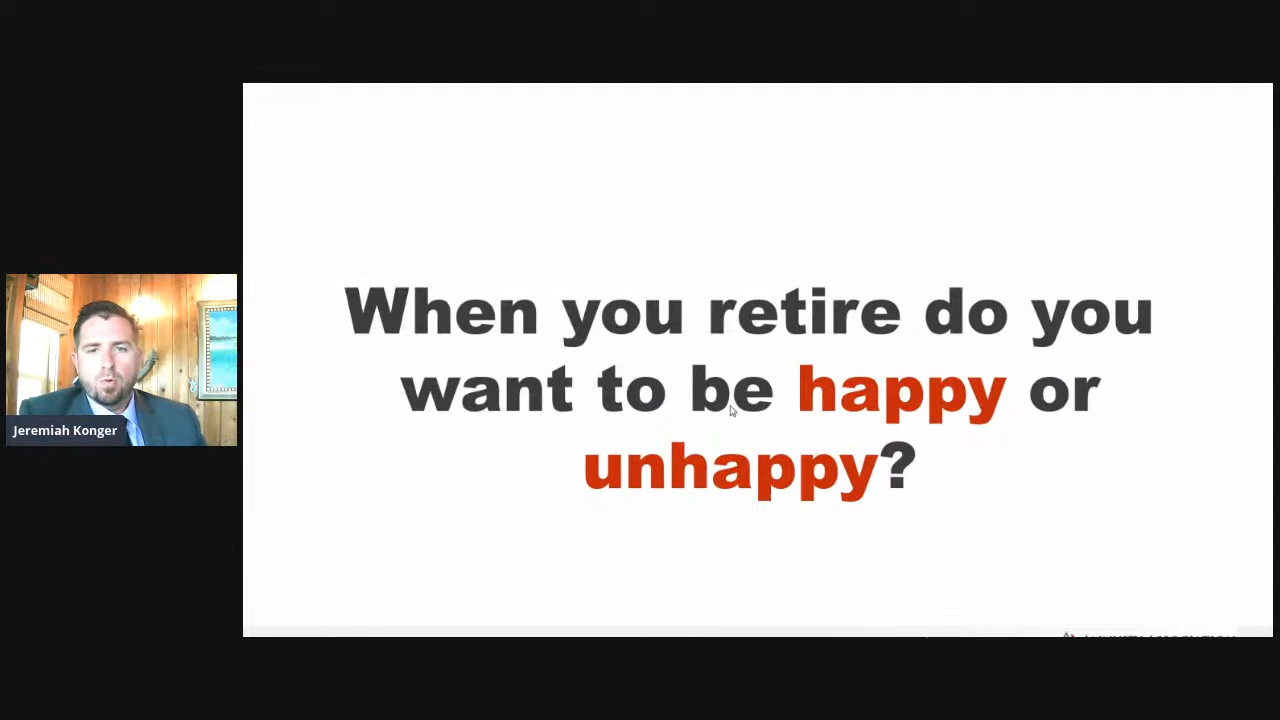 When you retire do you
want to be happy or
unhappy?
Jeremiah Konger